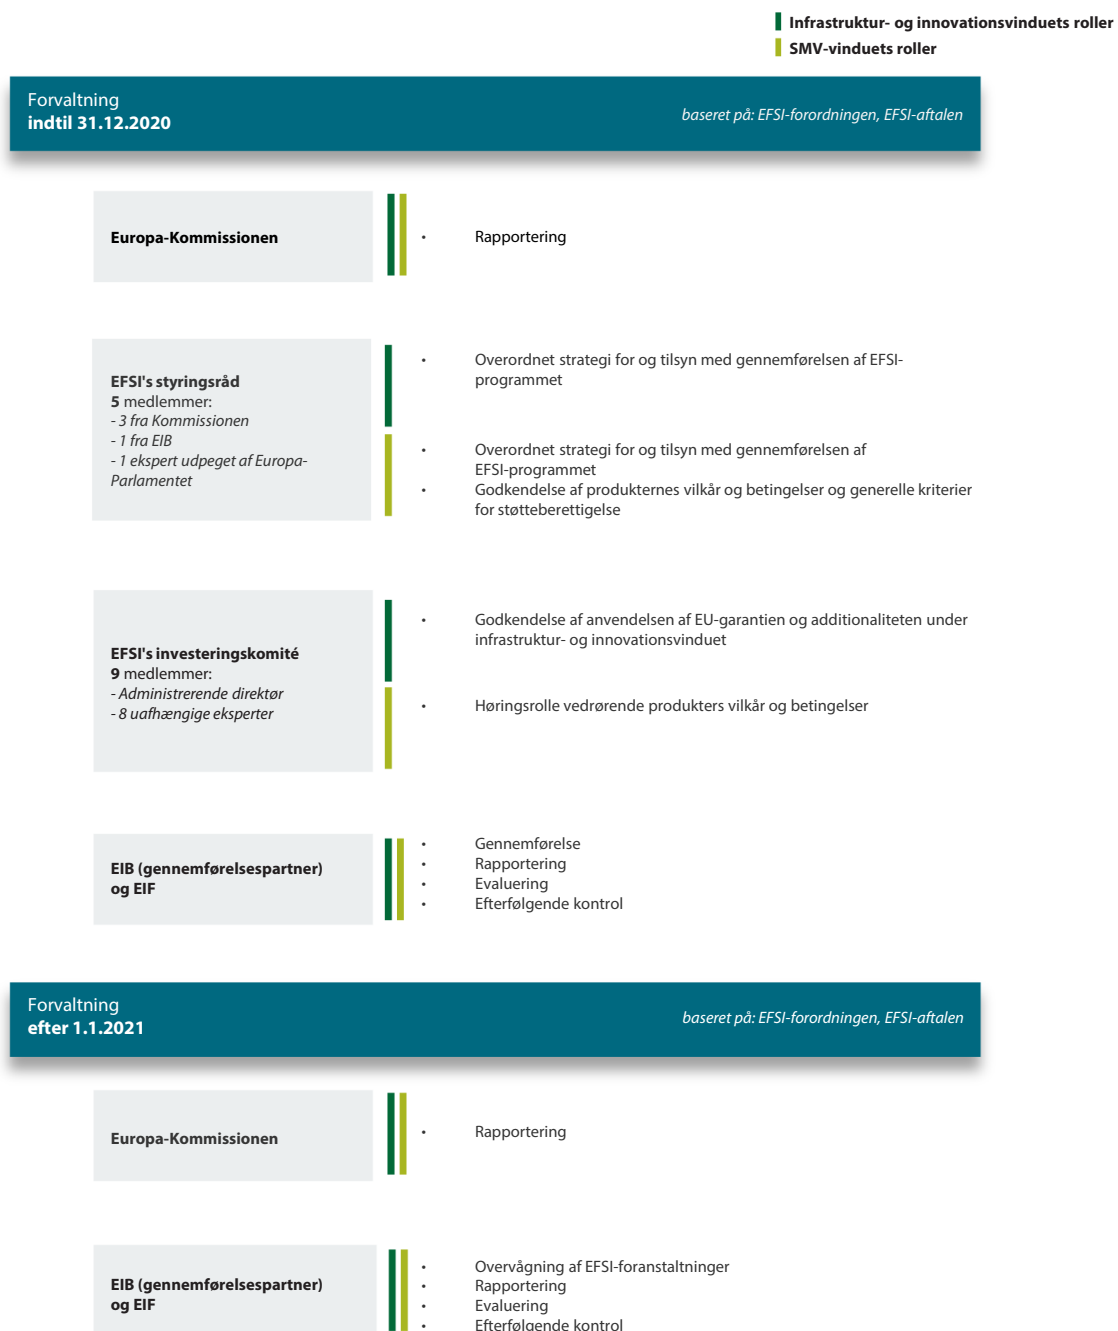 Infrastruktur- og innovationsvinduets roller
SMV-vinduets roller
Forvaltning
indtil 31.12.2020
baseret på: EFSI-forordningen, EFSI-aftalen
Europa-Kommissionen
• Rapportering
EFSI's styringsråd
5 medlemmer:
- 3 fra Kommissionen
- 1 fra EIB
- 1 ekspert udpeget af Europa-
Parlamentet
• Overordnet strategi for og tilsyn med gennemførelsen af EFSI-
programmet
• Overordnet strategi for og tilsyn med gennemførelsen af
EFSI-programmet
• Godkendelse af produkternes vilkår og betingelser og generelle kriterier
for støtteberettigelse
EFSI's investeringskomité
9 medlemmer:
- Administrerende direktør
- 8 uafhængige eksperter
• Godkendelse af anvendelsen af EU-garantien og additionaliteten under
infrastruktur- og innovationsvinduet
• Høringsrolle vedrørende produkters vilkår og betingelser
EIB (gennemførelsespartner)
og EIF
• Gennemførelse
• Rapportering
• Evaluering
• Efterfølgende kontrol
Forvaltning
efter 1.1.2021
baseret på: EFSI-forordningen, EFSI-aftalen
Europa-Kommissionen
• Rapportering
EIB (gennemførelsespartner)
og EIF
• Overvågning af EFSI-foranstaltninger
• Rapportering
• Evaluering
• Efterfølgende kontrol